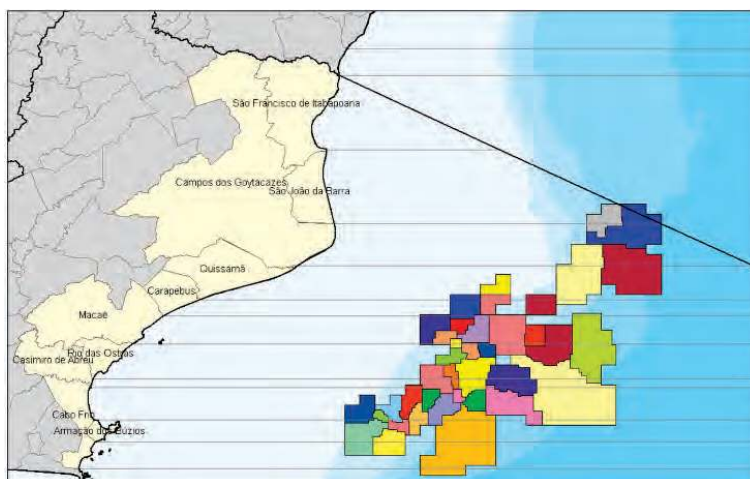 São Francisco de Itabapoana
Campos dos Goytacazes
São João da Barra
Quissamã
Carapebus
Macaé
Rio das Ostras
Casimiro de Abreu
Cabo Frio
Armação dos Búzios